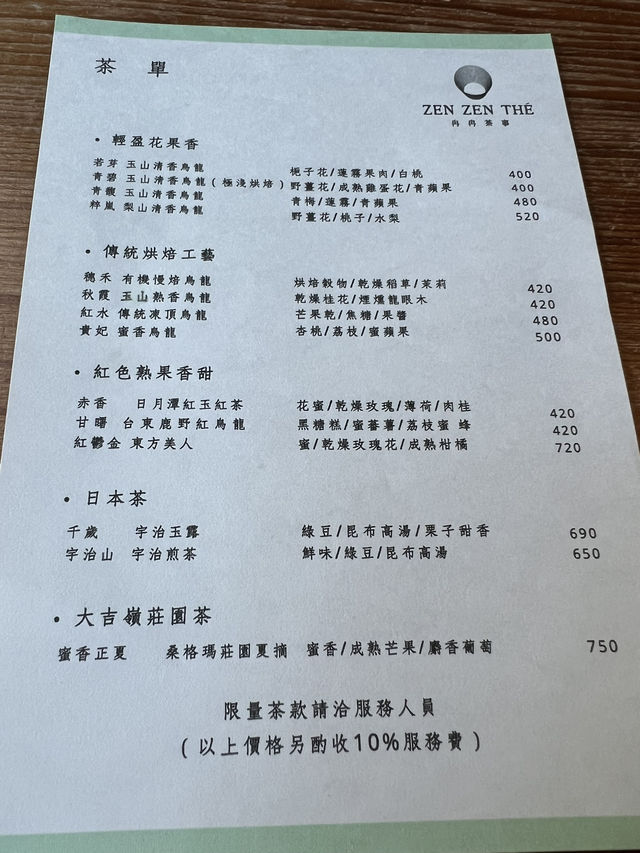 茶 單
ZEN ZEN THÉ
冉冉茶事
• 輕盈花果香
若芽 玉山清香烏龍 梔子花/蓮霧果肉/白桃 400
青碧 玉山清香烏龍(極淺烘焙) 野薑花/成熟雞蛋花/青蘋果 400
青馥 玉山清香烏龍 青梅/蓮霧/青蘋果 480
粹嵐 梨山清香烏龍 野薑花/桃子/水梨 520
• 傳統烘焙工藝
穗禾 有機慢焙烏龍 烘焙穀物/乾燥稻草/茉莉 420
秋霞 玉山熟香烏龍 乾燥桂花/煙燻龍眼木 420
紅水 傳統凍頂烏龍 芒果乾/焦糖/果醬 480
貴妃 蜜香烏龍 杏桃/荔枝/蜜蘋果 500
• 紅色熟果香甜
赤香 日月潭紅玉紅茶 花蜜/乾燥玫瑰/薄荷/肉桂 420
甘曙 台東鹿野紅烏龍 黑糖糕/蜜蕃薯/荔枝蜜 蜂 420
紅鬱金 東方美人 蜜/乾燥玫瑰花/成熟柑橘 720
• 日本茶
千歲 宇治玉露 綠豆/昆布高湯/栗子甜香 690
宇治山 宇治煎茶 鮮味/綠豆/昆布高湯 650
• 大吉嶺莊園茶
蜜香正夏 桑格瑪莊園夏摘 蜜香/成熟芒果/麝香葡萄 750
限量茶款請洽服務人員
(以上價格另酌收10%服務費)